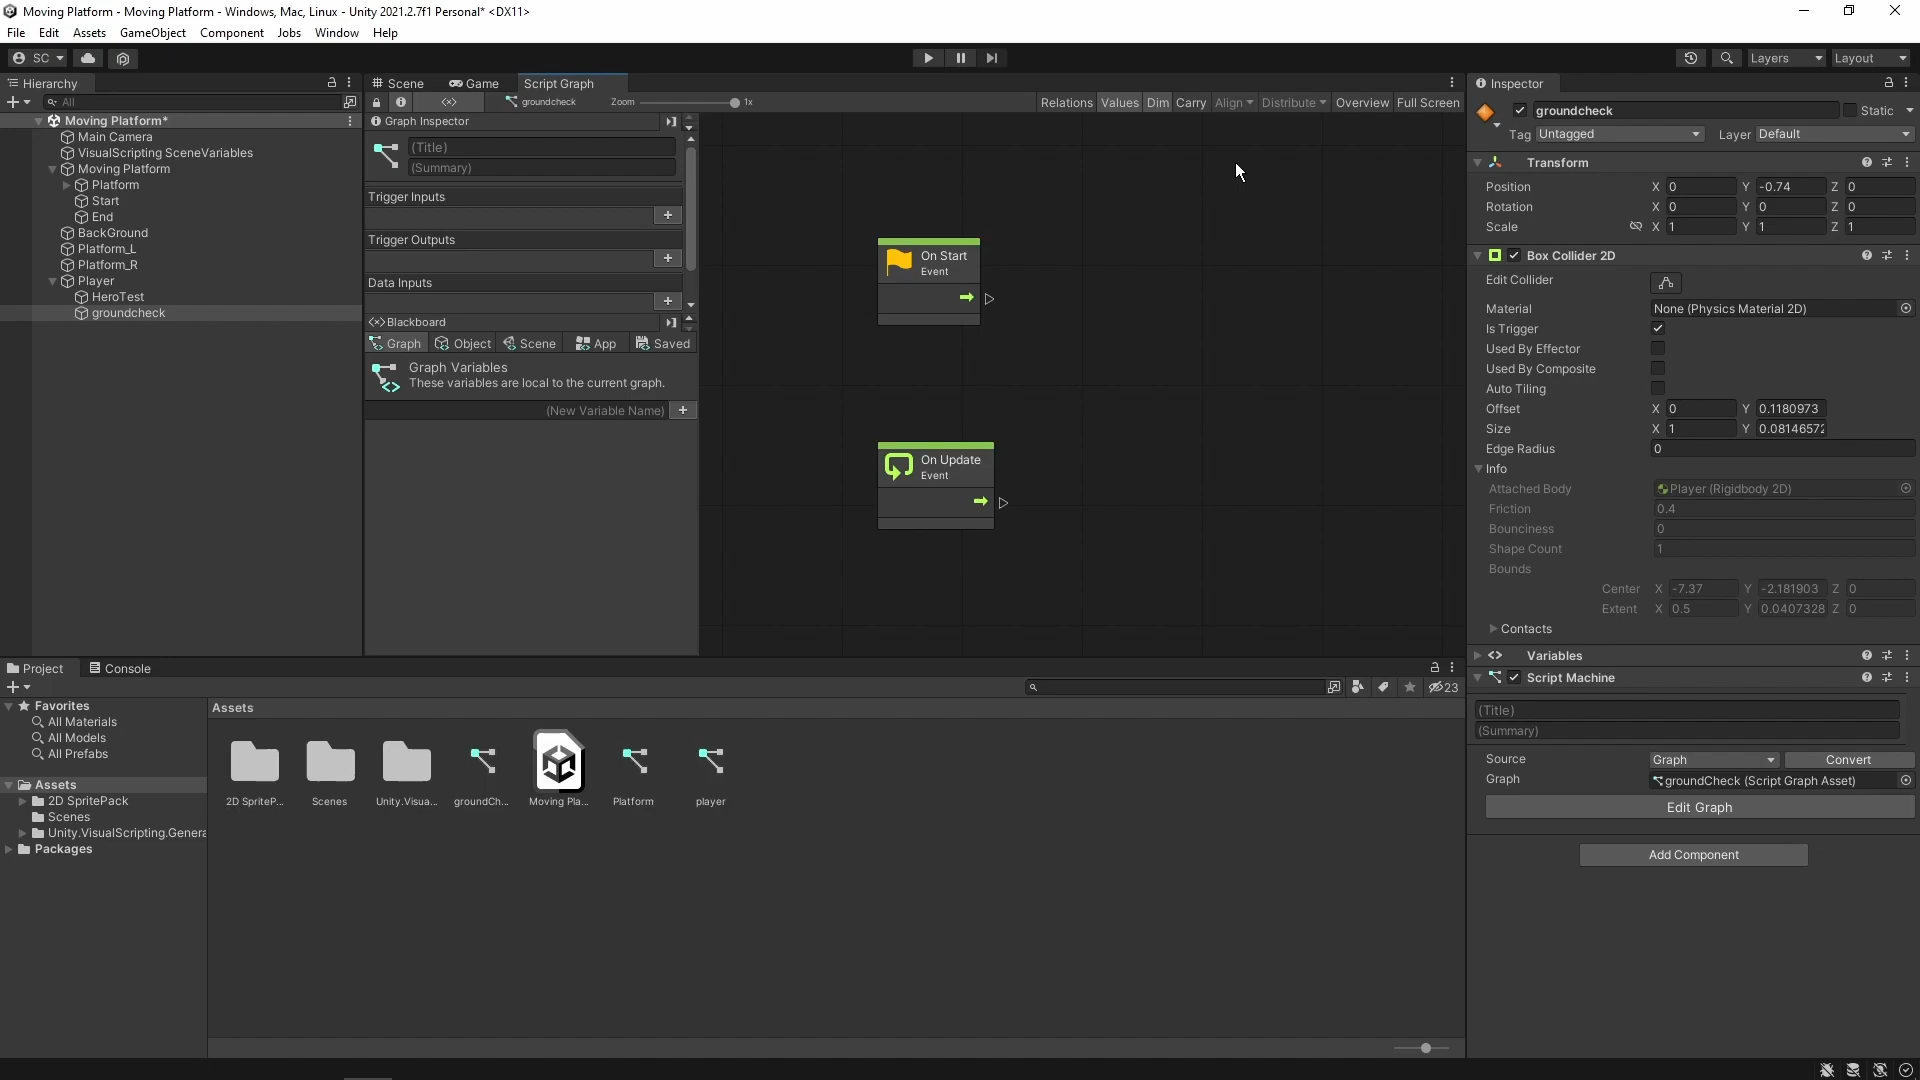 Moving Platform - Moving Platform - Windows, Mac, Linux - Unity 2021.2.7f1 Personal* <DX11>
File Edit Assets GameObject Component Jobs Window Help
SC Layers Layout
Hierarchy
All
Moving Platform*
Main Camera
VisualScripting SceneVariables
Moving Platform
Platform
Start
End
BackGround
Platform_L
Platform_R
Player
HeroTest
groundcheck
Scene Game Script Graph
groundcheck Zoom 1x Relations Values Dim Carry Align Distribute Overview Full Screen
Graph Inspector
(Title)
(Summary)
Trigger Inputs
Trigger Outputs
Data Inputs
Blackboard
Graph Object Scene App Saved
Graph Variables
These variables are local to the current graph.
(New Variable Name)
On Start
Event
On Update
Event
Inspector
groundcheck Static
Tag Untagged Layer Default
Transform
Position X 0 Y -0.74 Z 0
Rotation X 0 Y 0 Z 0
Scale X 1 Y 1 Z 1
Box Collider 2D
Edit Collider
Material None (Physics Material 2D)
Is Trigger
Used By Effector
Used By Composite
Auto Tiling
Offset X 0 Y 0.1180973
Size X 1 Y 0.0814657
Edge Radius 0
Info
Attached Body Player (Rigidbody 2D)
Friction 0.4
Bounciness 0
Shape Count 1
Bounds
Center X -7.37 Y -2.181903 Z 0
Extent X 0.5 Y 0.0407328 Z 0
Contacts
Variables
Script Machine
(Title)
(Summary)
Source Graph Convert
Graph groundCheck (Script Graph Asset)
Edit Graph
Add Component
Project Console
23
Favorites
All Materials
All Models
All Prefabs
Assets
2D SpritePack
Scenes
Unity.VisualScripting.Genera
Packages
Assets
2D SpriteP... Scenes Unity.Visua... groundCh... Moving Pla... Platform player